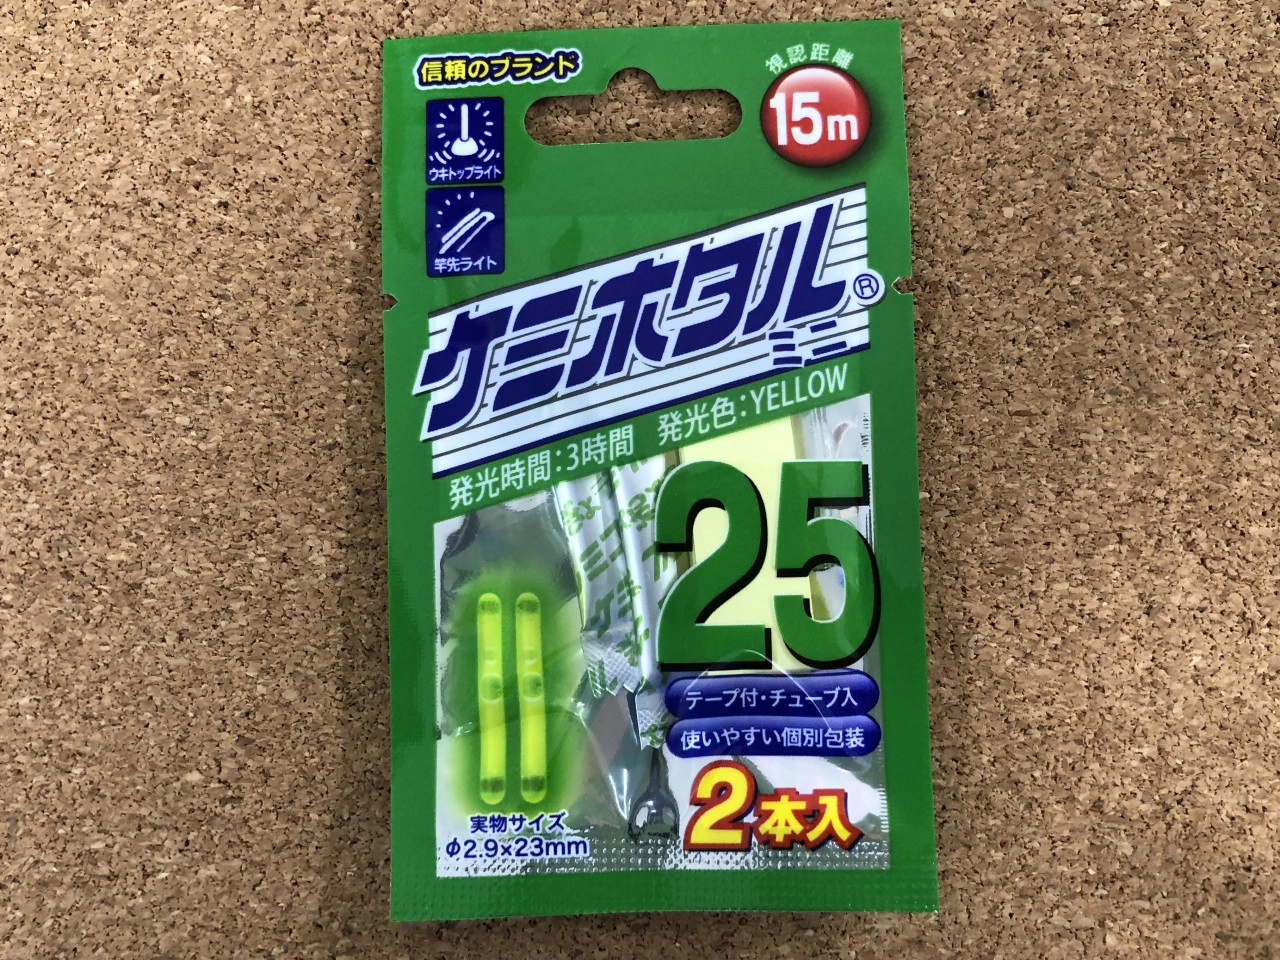 信頼のブランド
視認距離
15m
ウキトップライト
竿先ライト
ケミホタル®
ミニ
発光時間:3時間 発光色:YELLOW
25
テープ付・チューブ入
使いやすい個別包装
2本入
実物サイズ
φ2.9×23mm